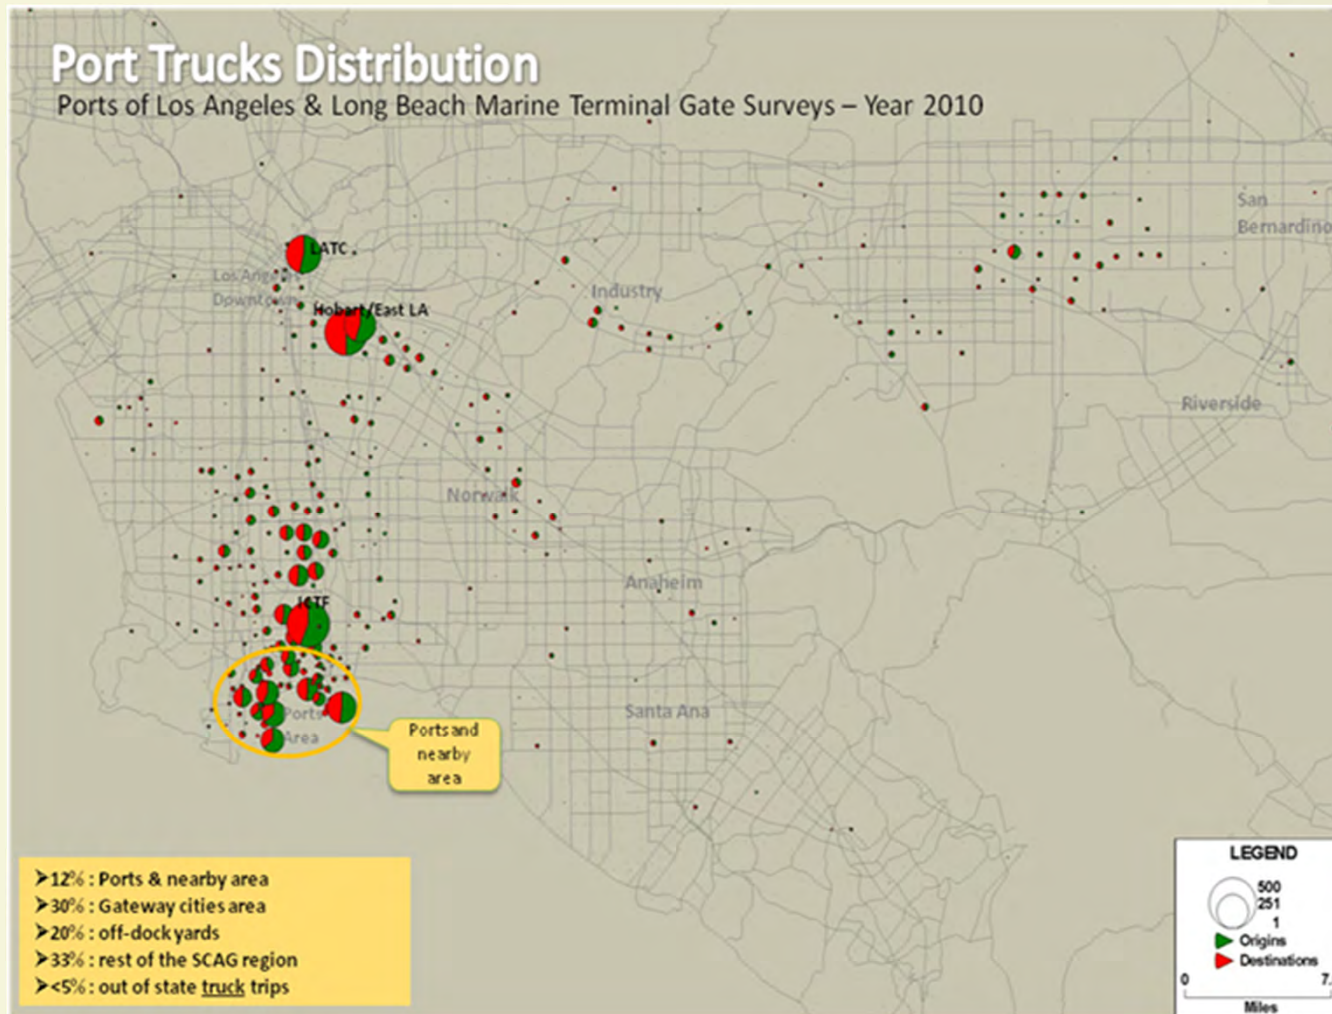 Port Trucks Distribution
Ports of Los Angeles & Long Beach Marine Terminal Gate Surveys – Year 2010
San
Bernardino
LATC
Los Angeles
Downtown
Industry
Hobart/East LA
Riverside
Norwalk
Anaheim
ICTF
Ports
Area
Santa Ana
Ports and
nearby
area
➤12% : Ports & nearby area
➤30% : Gateway cities area
➤20% : off-dock yards
➤33% : rest of the SCAG region
➤<5% : out of state truck trips
LEGEND
500
251
1
Origins
Destinations
0 7.
Miles